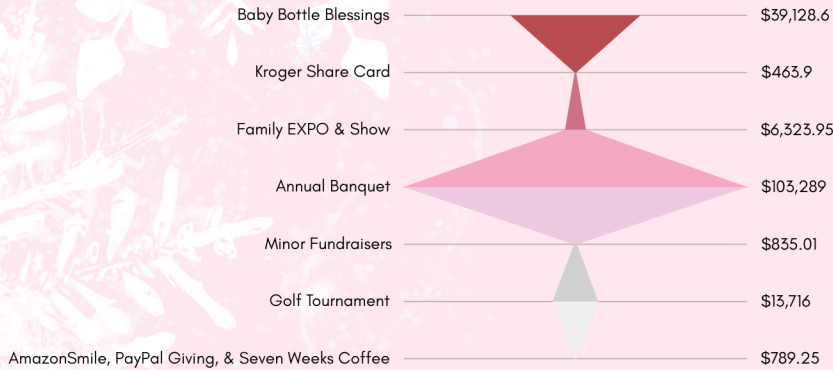 Baby Bottle Blessings $39,128.6
Kroger Share Card $463.9
Family EXPO & Show $6,323.95
Annual Banquet $103,289
Minor Fundraisers $835.01
Golf Tournament $13,716
AmazonSmile, PayPal Giving, & Seven Weeks Coffee $789.25